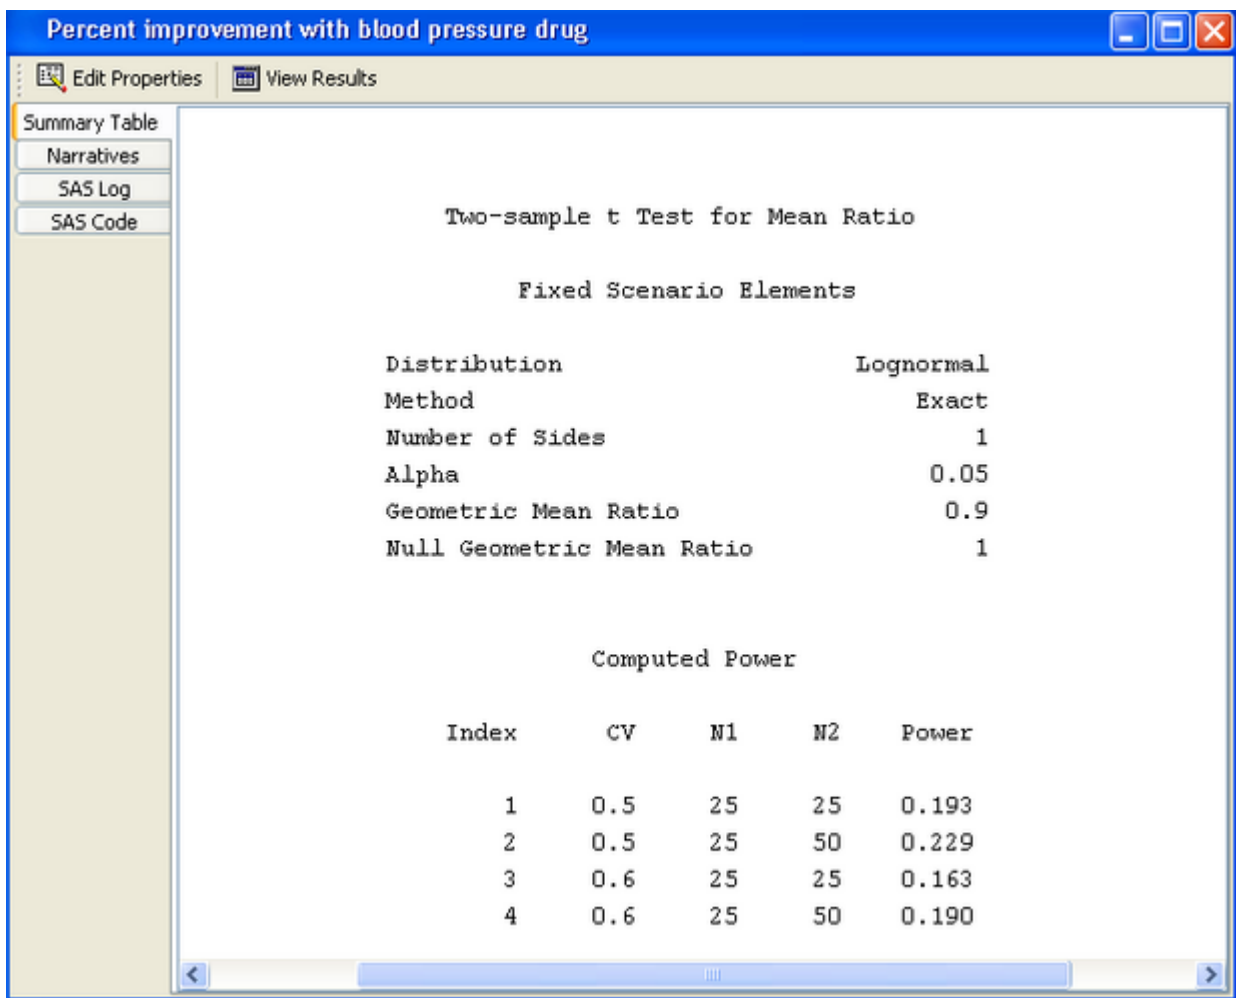 Percent improvement with blood pressure drug
Edit Properties View Results
Summary Table
Narratives
SAS Log
SAS Code
Two-sample t Test for Mean Ratio
Fixed Scenario Elements
Distribution Lognormal
Method Exact
Number of Sides 1
Alpha 0.05
Geometric Mean Ratio 0.9
Null Geometric Mean Ratio 1
Computed Power
Index CV N1 N2 Power
1 0.5 25 25 0.193
2 0.5 25 50 0.229
3 0.6 25 25 0.163
4 0.6 25 50 0.190